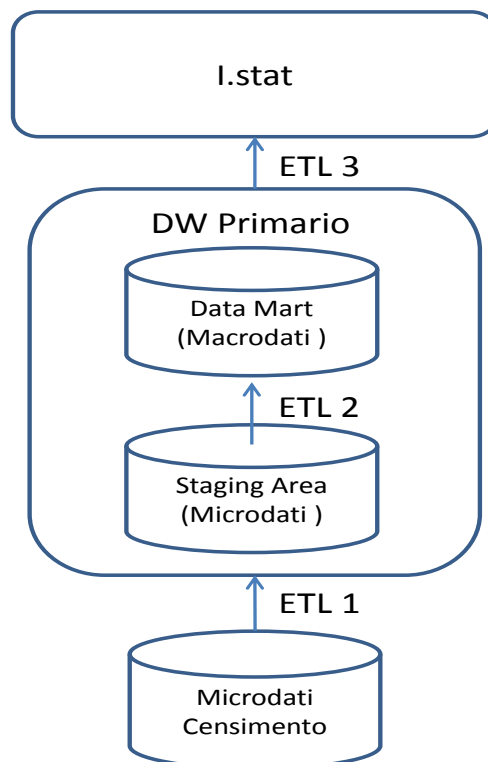 I.stat
ETL 3
DW Primario
Data Mart
(Macrodati )
ETL 2
Staging Area
(Microdati )
ETL 1
Microdati
Censimento